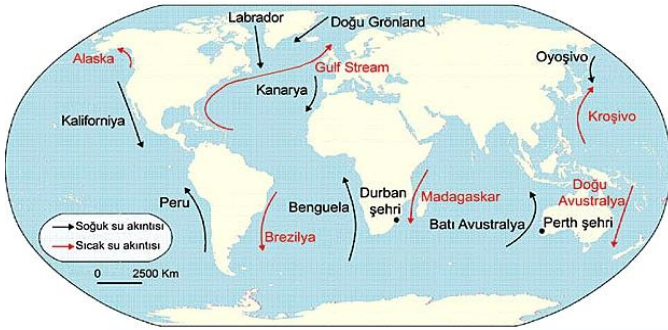 Labrador
Doğu Grönland
Alaska
Gulf Stream
Oyoşivo
Kanarya
Kaliforniya
Kroşivo
Peru
Benguela
Durban
şehri
Madagaskar
Doğu
Avustralya
Brezilya
Batı Avustralya
Perth şehri
Soğuk su akıntısı
Sıcak su akıntısı
0 2500 Km